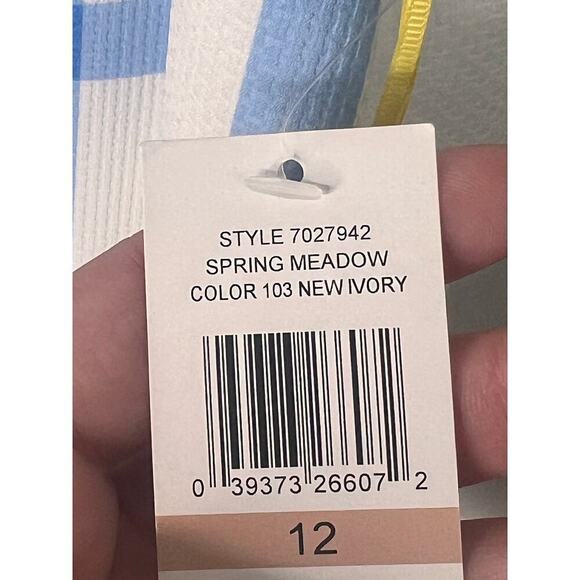 STYLE 7027942
SPRING MEADOW
COLOR 103 NEW IVORY
0 39373 26607 2
12